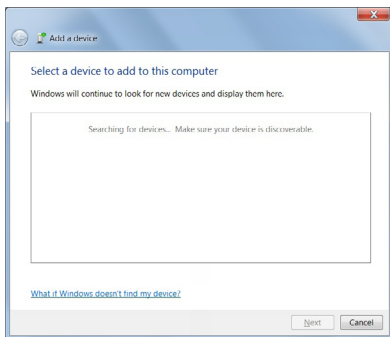 Add a device
Select a device to add to this computer
Windows will continue to look for new devices and display them here.
Searching for devices... Make sure your device is discoverable.
What if Windows doesn't find my device?
Next Cancel